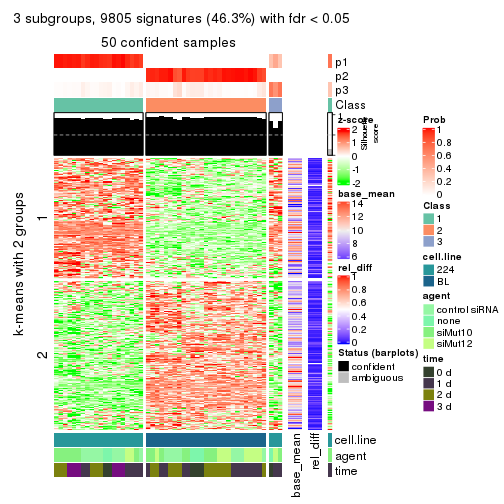 3 subgroups, 9805 signatures (46.3%) with fdr < 0.05
50 confident samples
p1
p2
p3
Class
Silhouette
score
k-means with 2 groups
1
2
cell.line
agent
time
base_mean
rel_diff
z-score
2
1
0
-1
-2
base_mean
14
12
10
8
6
rel_diff
1
0.8
0.6
0.4
0.2
0
Status (barplots)
confident
ambiguous
Prob
1
0.8
0.6
0.4
0.2
0
Class
1
2
3
cell.line
224
BL
agent
control siRNA
none
siMut10
siMut12
time
0 d
1 d
2 d
3 d